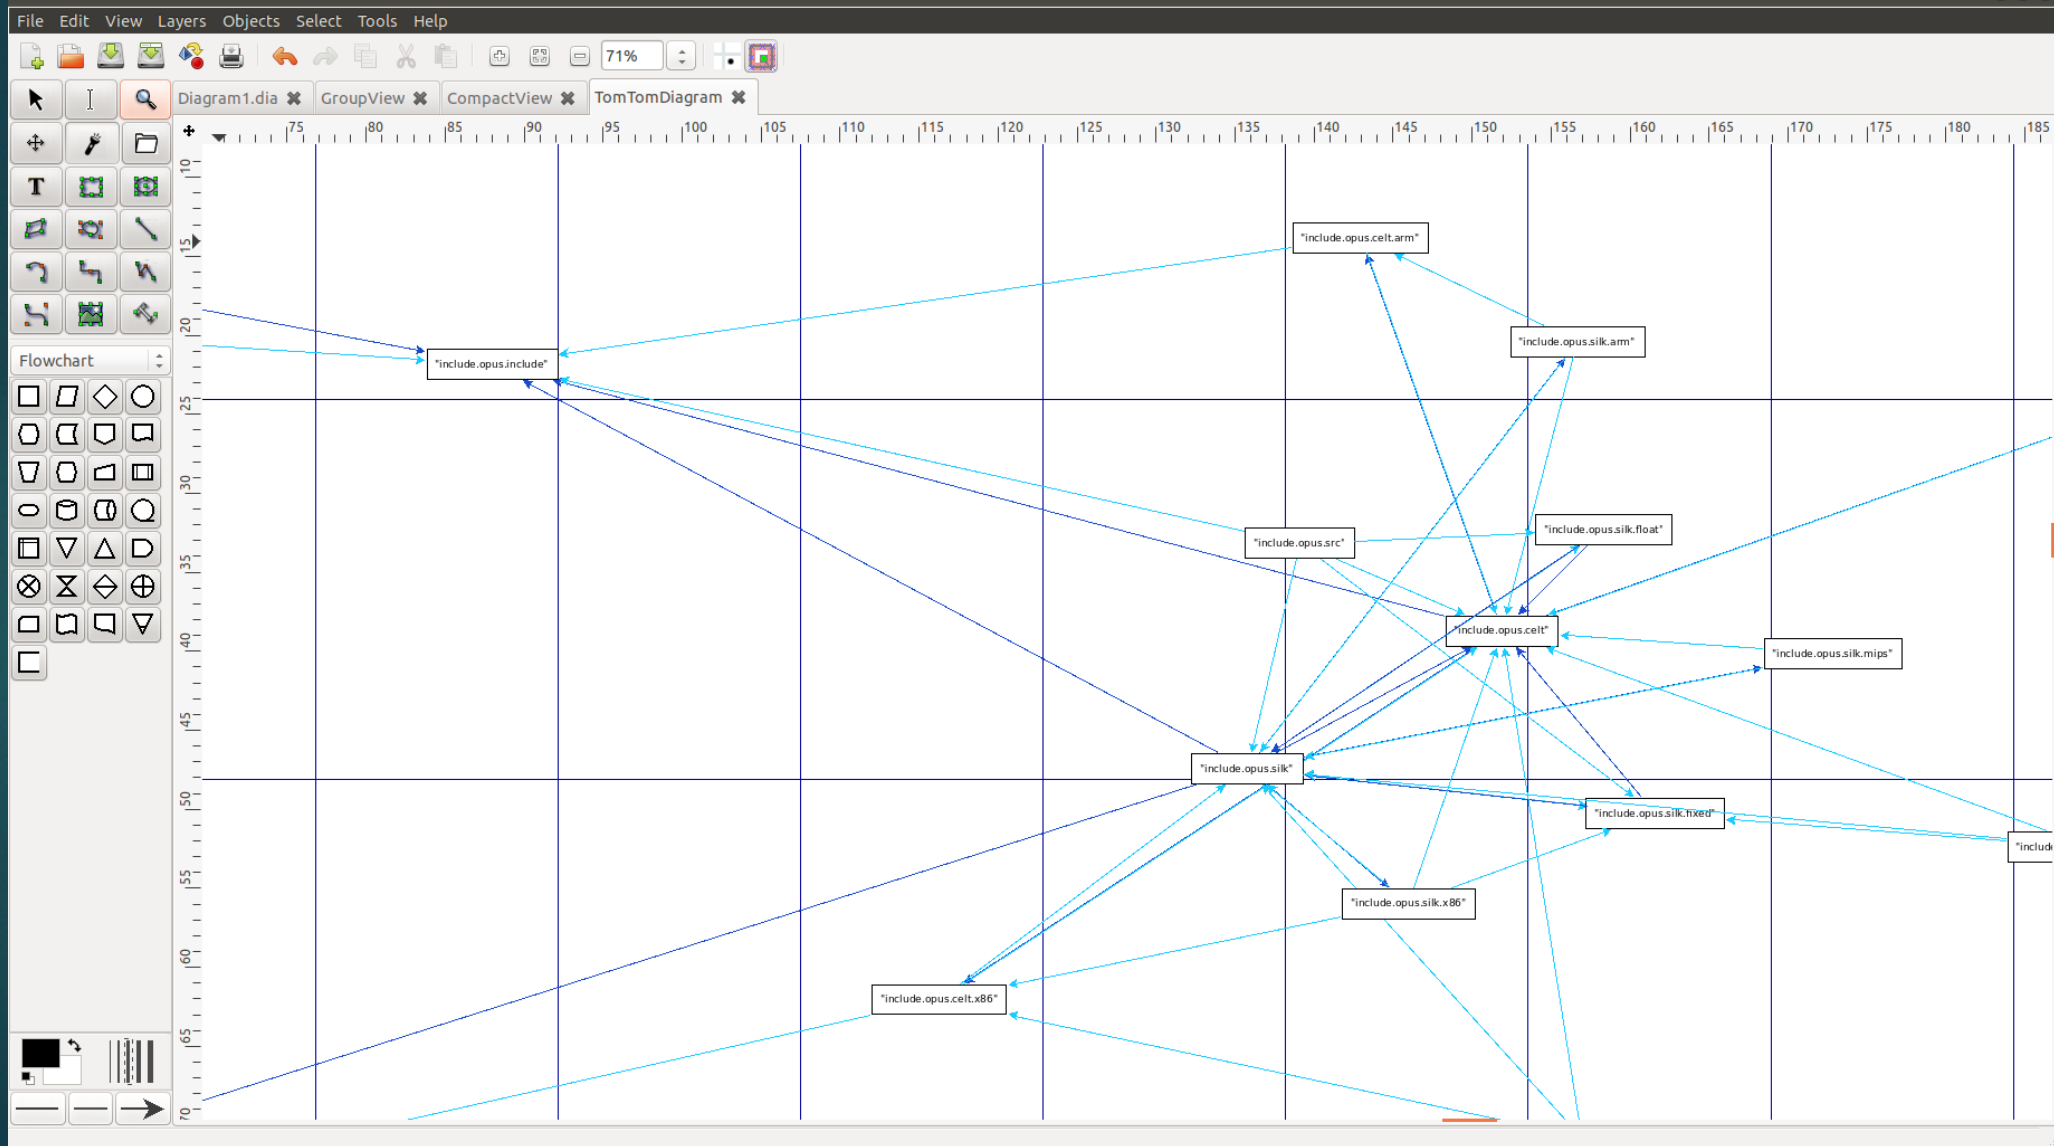 File Edit View Layers Objects Select Tools Help
71%
Diagram1.dia GroupView CompactView TomTomDiagram
75 80 85 90 95 100 105 110 115 120 125 130 135 140 145 150 155 160 165 170 175 180 185
10
15
20
25
30
35
40
45
50
55
60
65
70
T
Flowchart
"include.opus.celt.arm"
"include.opus.silk.arm"
"include.opus.include"
"include.opus.silk.float"
"include.opus.src"
"include.opus.celt"
"include.opus.silk.mips"
"include.opus.silk"
"include.opus.silk.fixed"
"include
"include.opus.silk.x86"
"include.opus.celt.x86"